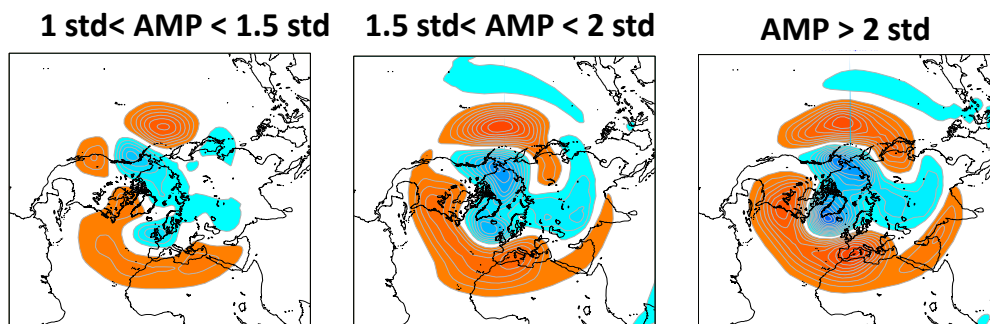 1 std< AMP < 1.5 std
1.5 std< AMP < 2 std
AMP > 2 std